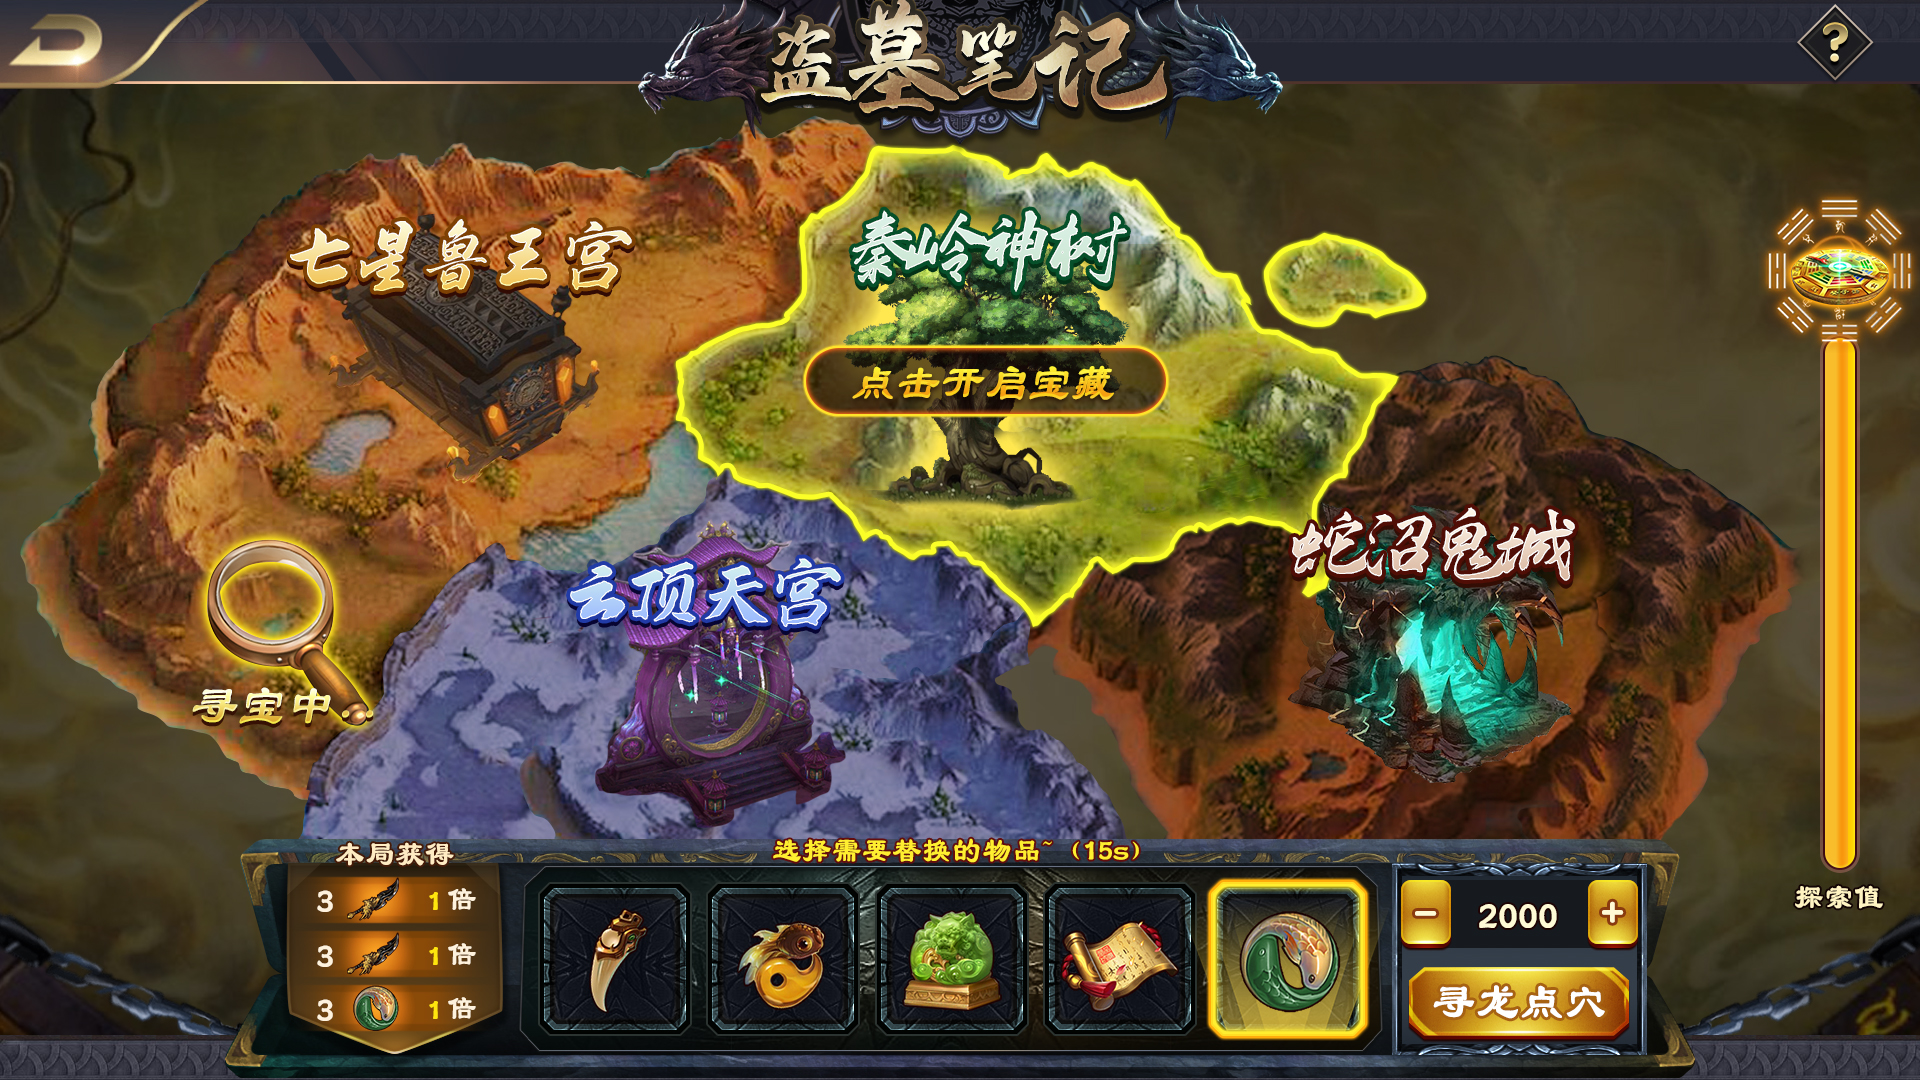 盗墓笔记
?
七星鲁王宫
秦岭神树
点击开启宝藏
蛇沼鬼城
云顶天宫
寻宝中..
探索值
本局获得
3 1倍
3 1倍
3 1倍
选择需要替换的物品~（15s）
- 2000 +
寻龙点穴